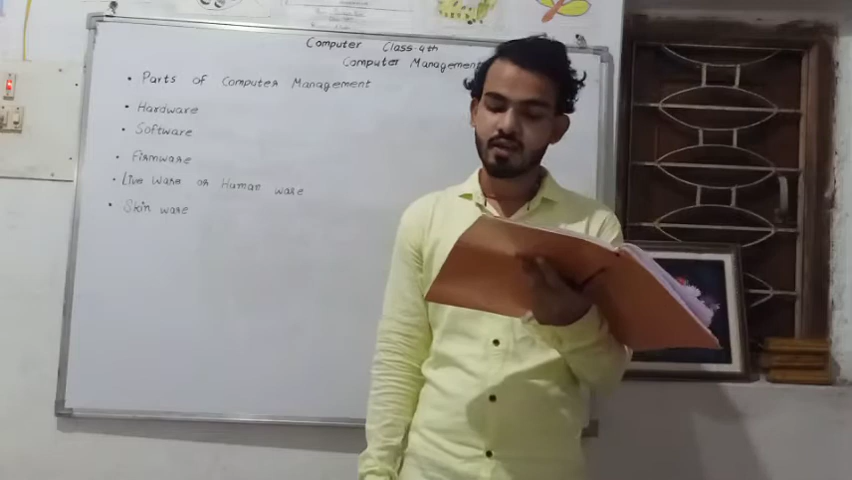 Computer Class-4th
Computer Management
• Parts of Computer Management
• Hardware
• Software
• Firmware
• Live ware or Human ware
• Skin ware